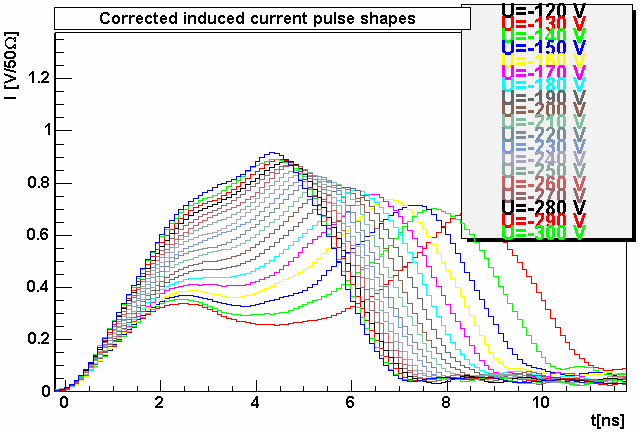 Corrected induced current pulse shapes
U=-120 V
U=-130 V
U=-140 V
U=-150 V
U=-160 V
U=-170 V
U=-180 V
U=-190 V
U=-200 V
U=-210 V
U=-220 V
U=-230 V
U=-240 V
U=-250 V
U=-260 V
U=-270 V
U=-280 V
U=-290 V
U=-300 V
I [V/50Ω]
1.2
1
0.8
0.6
0.4
0.2
0
0 2 4 6 8 10
t[ns]